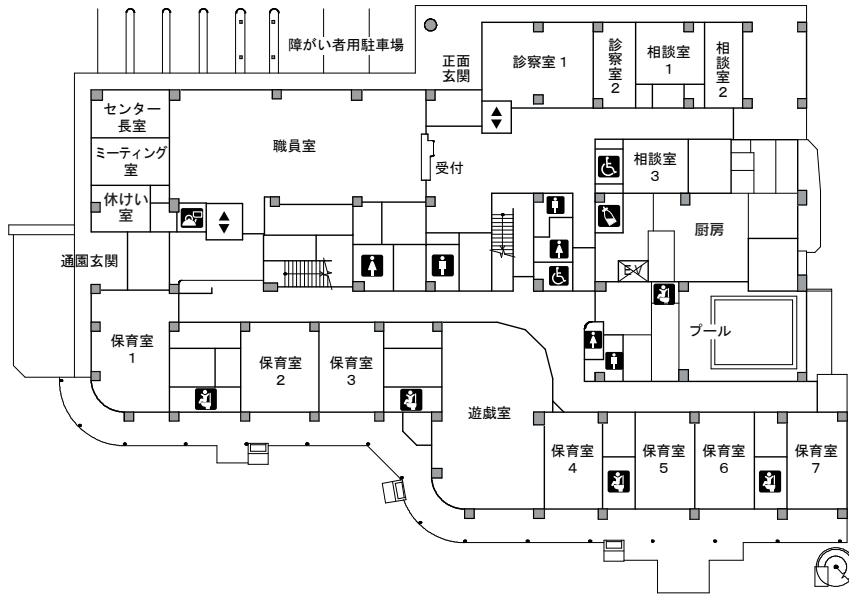 障がい者用駐車場
正面
玄関
診察室 1
診察室2
相談室
1
相談室2
センター
長室
ミーティング
室
休けい
室
職員室
受付
相談室
3
厨房
通園玄関
EV
プール
保育室
1
保育室
2
保育室
3
遊戯室
保育室
4
保育室
5
保育室
6
保育室
7